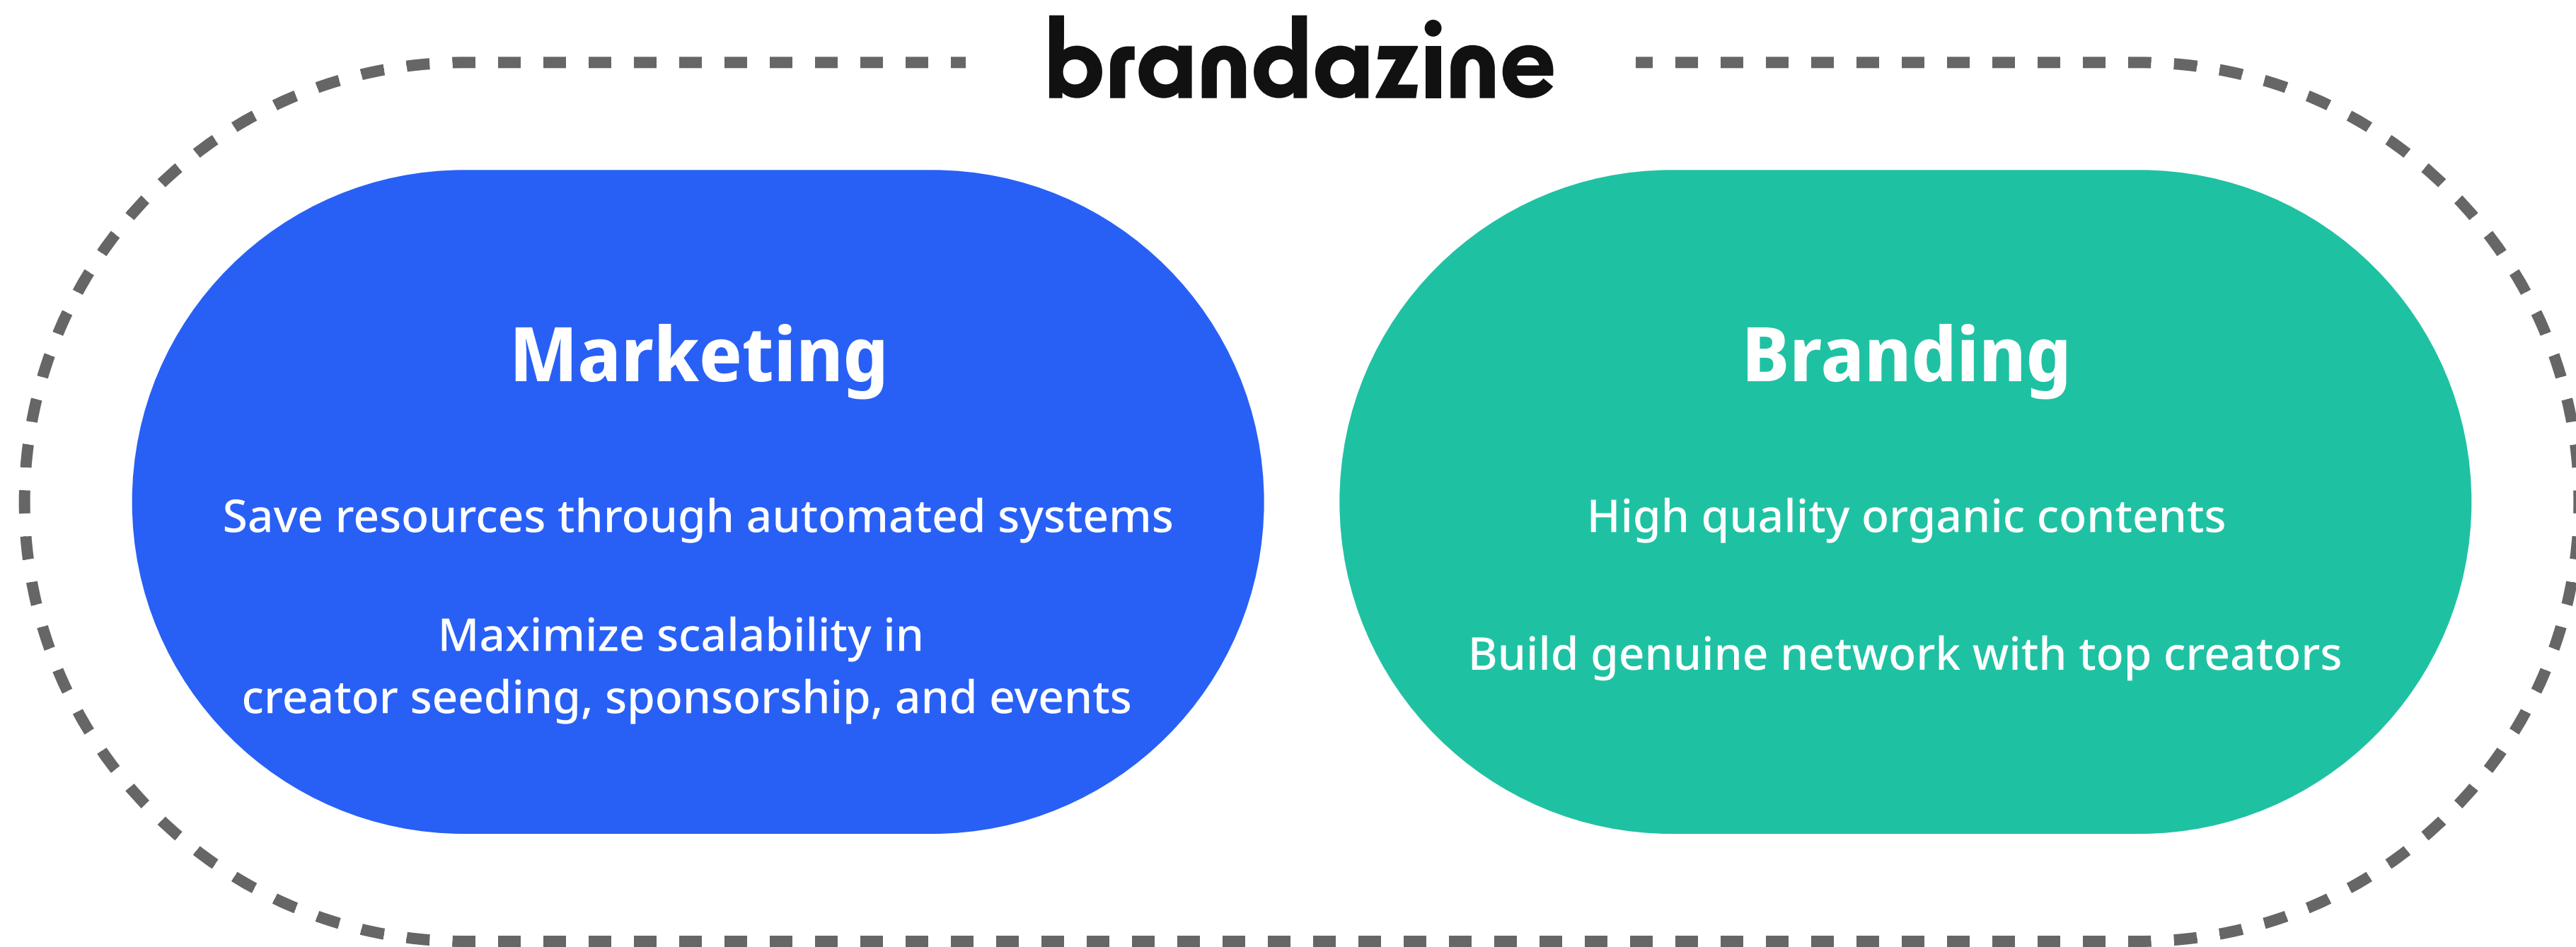 brandazine
Marketing
Save resources through automated systems
Maximize scalability in
creator seeding, sponsorship, and events
Branding
High quality organic contents
Build genuine network with top creators